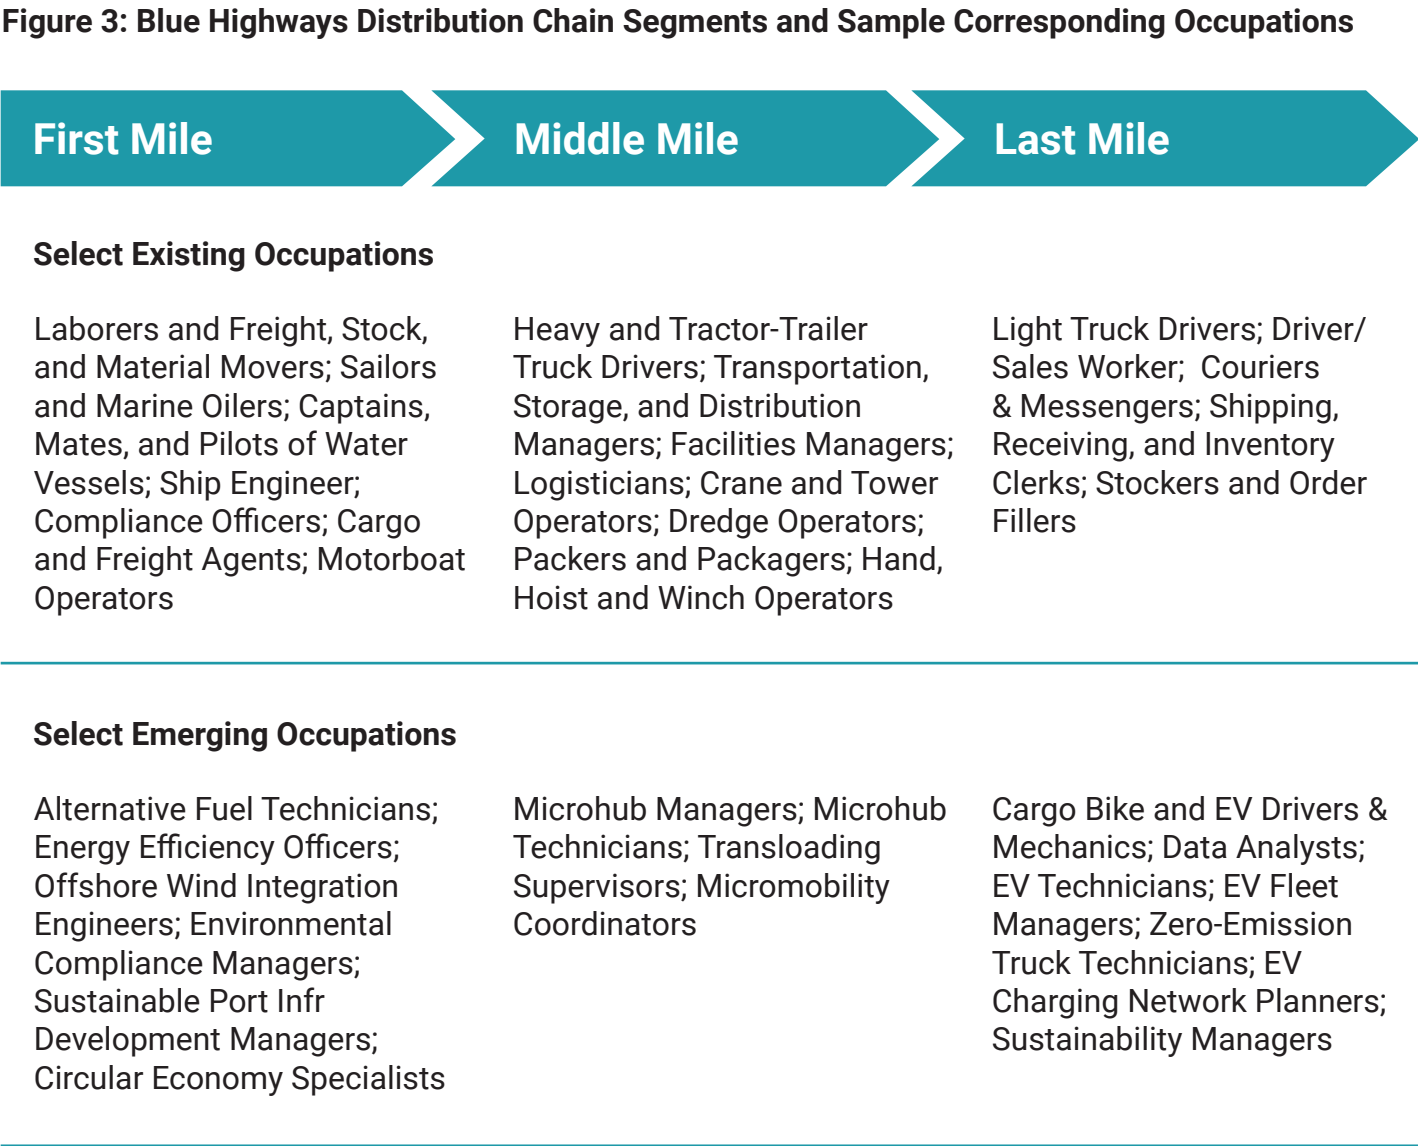 Figure 3: Blue Highways Distribution Chain Segments and Sample Corresponding Occupations
First Mile
Middle Mile
Last Mile
Select Existing Occupations
Laborers and Freight, Stock,
and Material Movers; Sailors
and Marine Oilers; Captains,
Mates, and Pilots of Water
Vessels; Ship Engineer;
Compliance Officers; Cargo
and Freight Agents; Motorboat
Operators
Heavy and Tractor-Trailer
Truck Drivers; Transportation,
Storage, and Distribution
Managers; Facilities Managers;
Logisticians; Crane and Tower
Operators; Dredge Operators;
Packers and Packagers; Hand,
Hoist and Winch Operators
Light Truck Drivers; Driver/
Sales Worker;  Couriers
& Messengers; Shipping,
Receiving, and Inventory
Clerks; Stockers and Order
Fillers
Select Emerging Occupations
Alternative Fuel Technicians;
Energy Efficiency Officers;
Offshore Wind Integration
Engineers; Environmental
Compliance Managers;
Sustainable Port Infr
Development Managers;
Circular Economy Specialists
Microhub Managers; Microhub
Technicians; Transloading
Supervisors; Micromobility
Coordinators
Cargo Bike and EV Drivers &
Mechanics; Data Analysts;
EV Technicians; EV Fleet
Managers; Zero-Emission
Truck Technicians; EV
Charging Network Planners;
Sustainability Managers